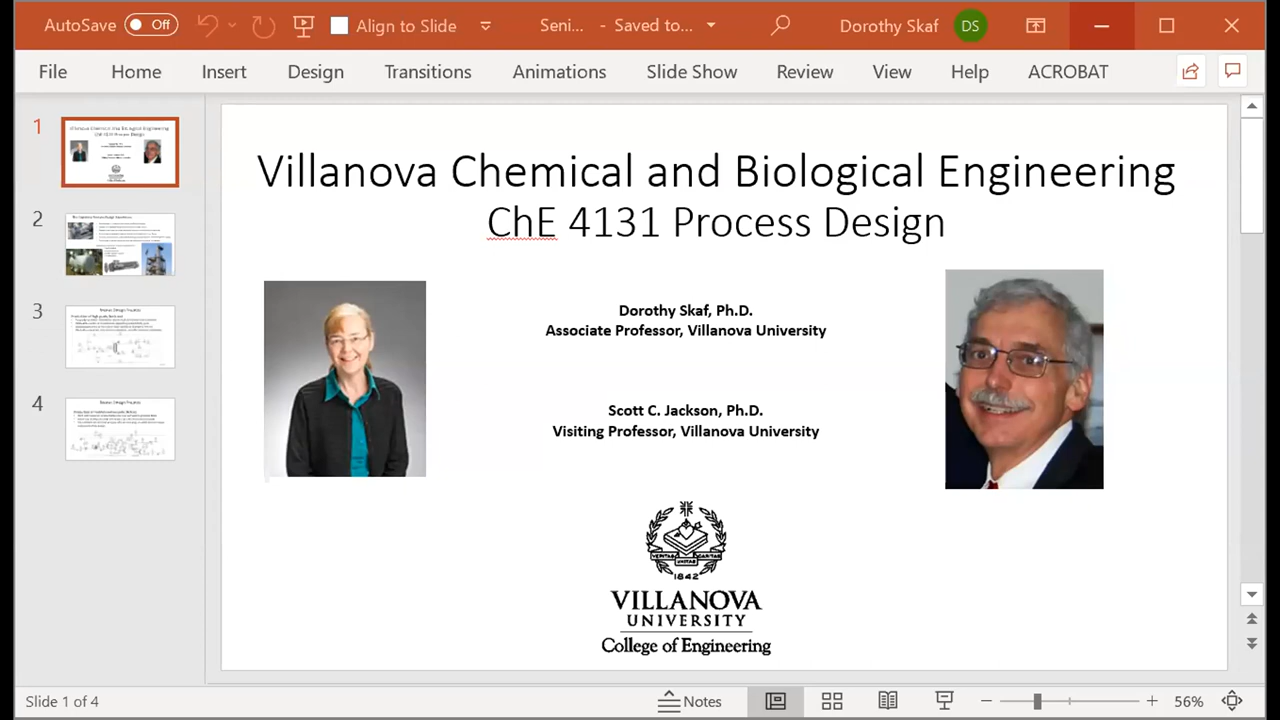 AutoSave Off Align to Slide Seni... - Saved to... Dorothy Skaf DS
File Home Insert Design Transitions Animations Slide Show Review View Help ACROBAT
1
2
3
4
Villanova Chemical and Biological Engineering
ChE 4131 Process Design
Dorothy Skaf, Ph.D.
Associate Professor, Villanova University
Scott C. Jackson, Ph.D.
Visiting Professor, Villanova University
VERITAS UNITAS CARITAS
1842
VILLANOVA
UNIVERSITY
College of Engineering
Slide 1 of 4 Notes 56%